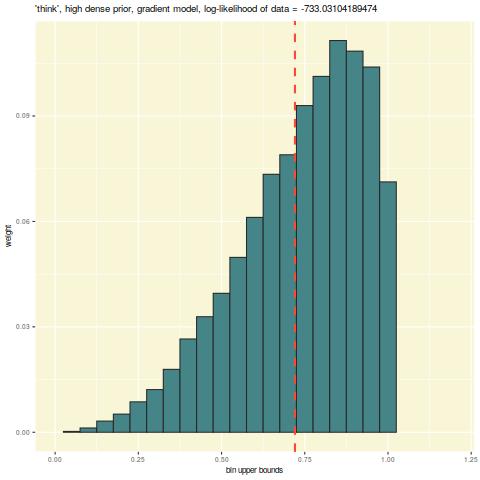 'think', high dense prior, gradient model, log-likelihood of data = -733.03104189474
weight
0.09
0.06
0.03
0.00
0.00 0.25 0.50 0.75 1.00 1.25
bin upper bounds